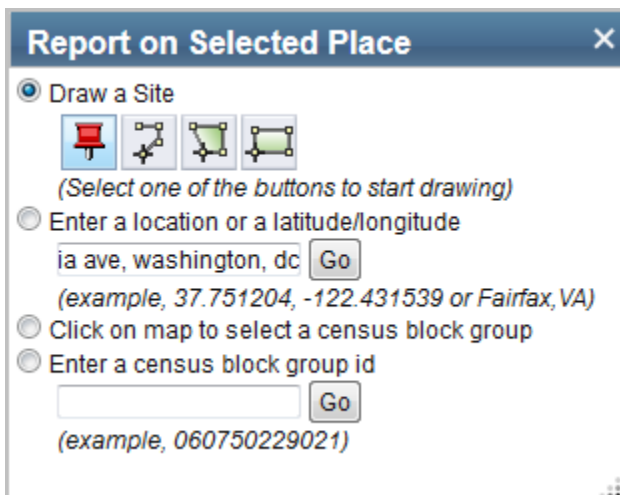 Report on Selected Place
Draw a Site
(Select one of the buttons to start drawing)
Enter a location or a latitude/longitude
ia ave, washington, dc Go
(example, 37.751204, -122.431539 or Fairfax,VA)
Click on map to select a census block group
Enter a census block group id
Go
(example, 060750229021)